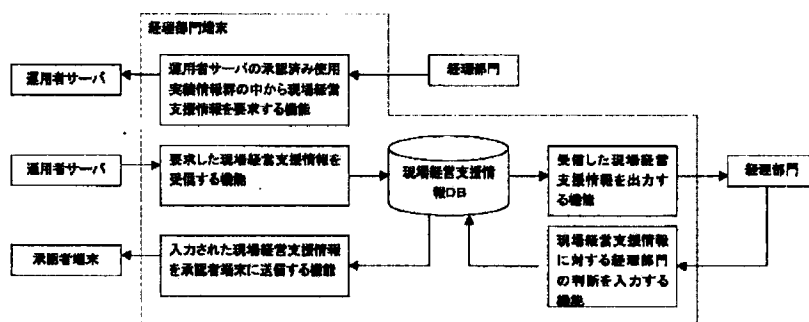 経理部門端末
運用者サーバ
運用者サーバの承認済み使用
実績情報群の中から現場経営
支援情報を要求する機能
経理部門
運用者サーバ
要求した現場経営支援情報を
受信する機能
現場経営支援情
報DB
受信した現場経営
支援情報を出力す
る機能
経理部門
承認者端末
入力された現場経営支援情報
を承認者端末に送信する機能
現場経営支援情報
に対する経理部門
の判断を入力する
機能